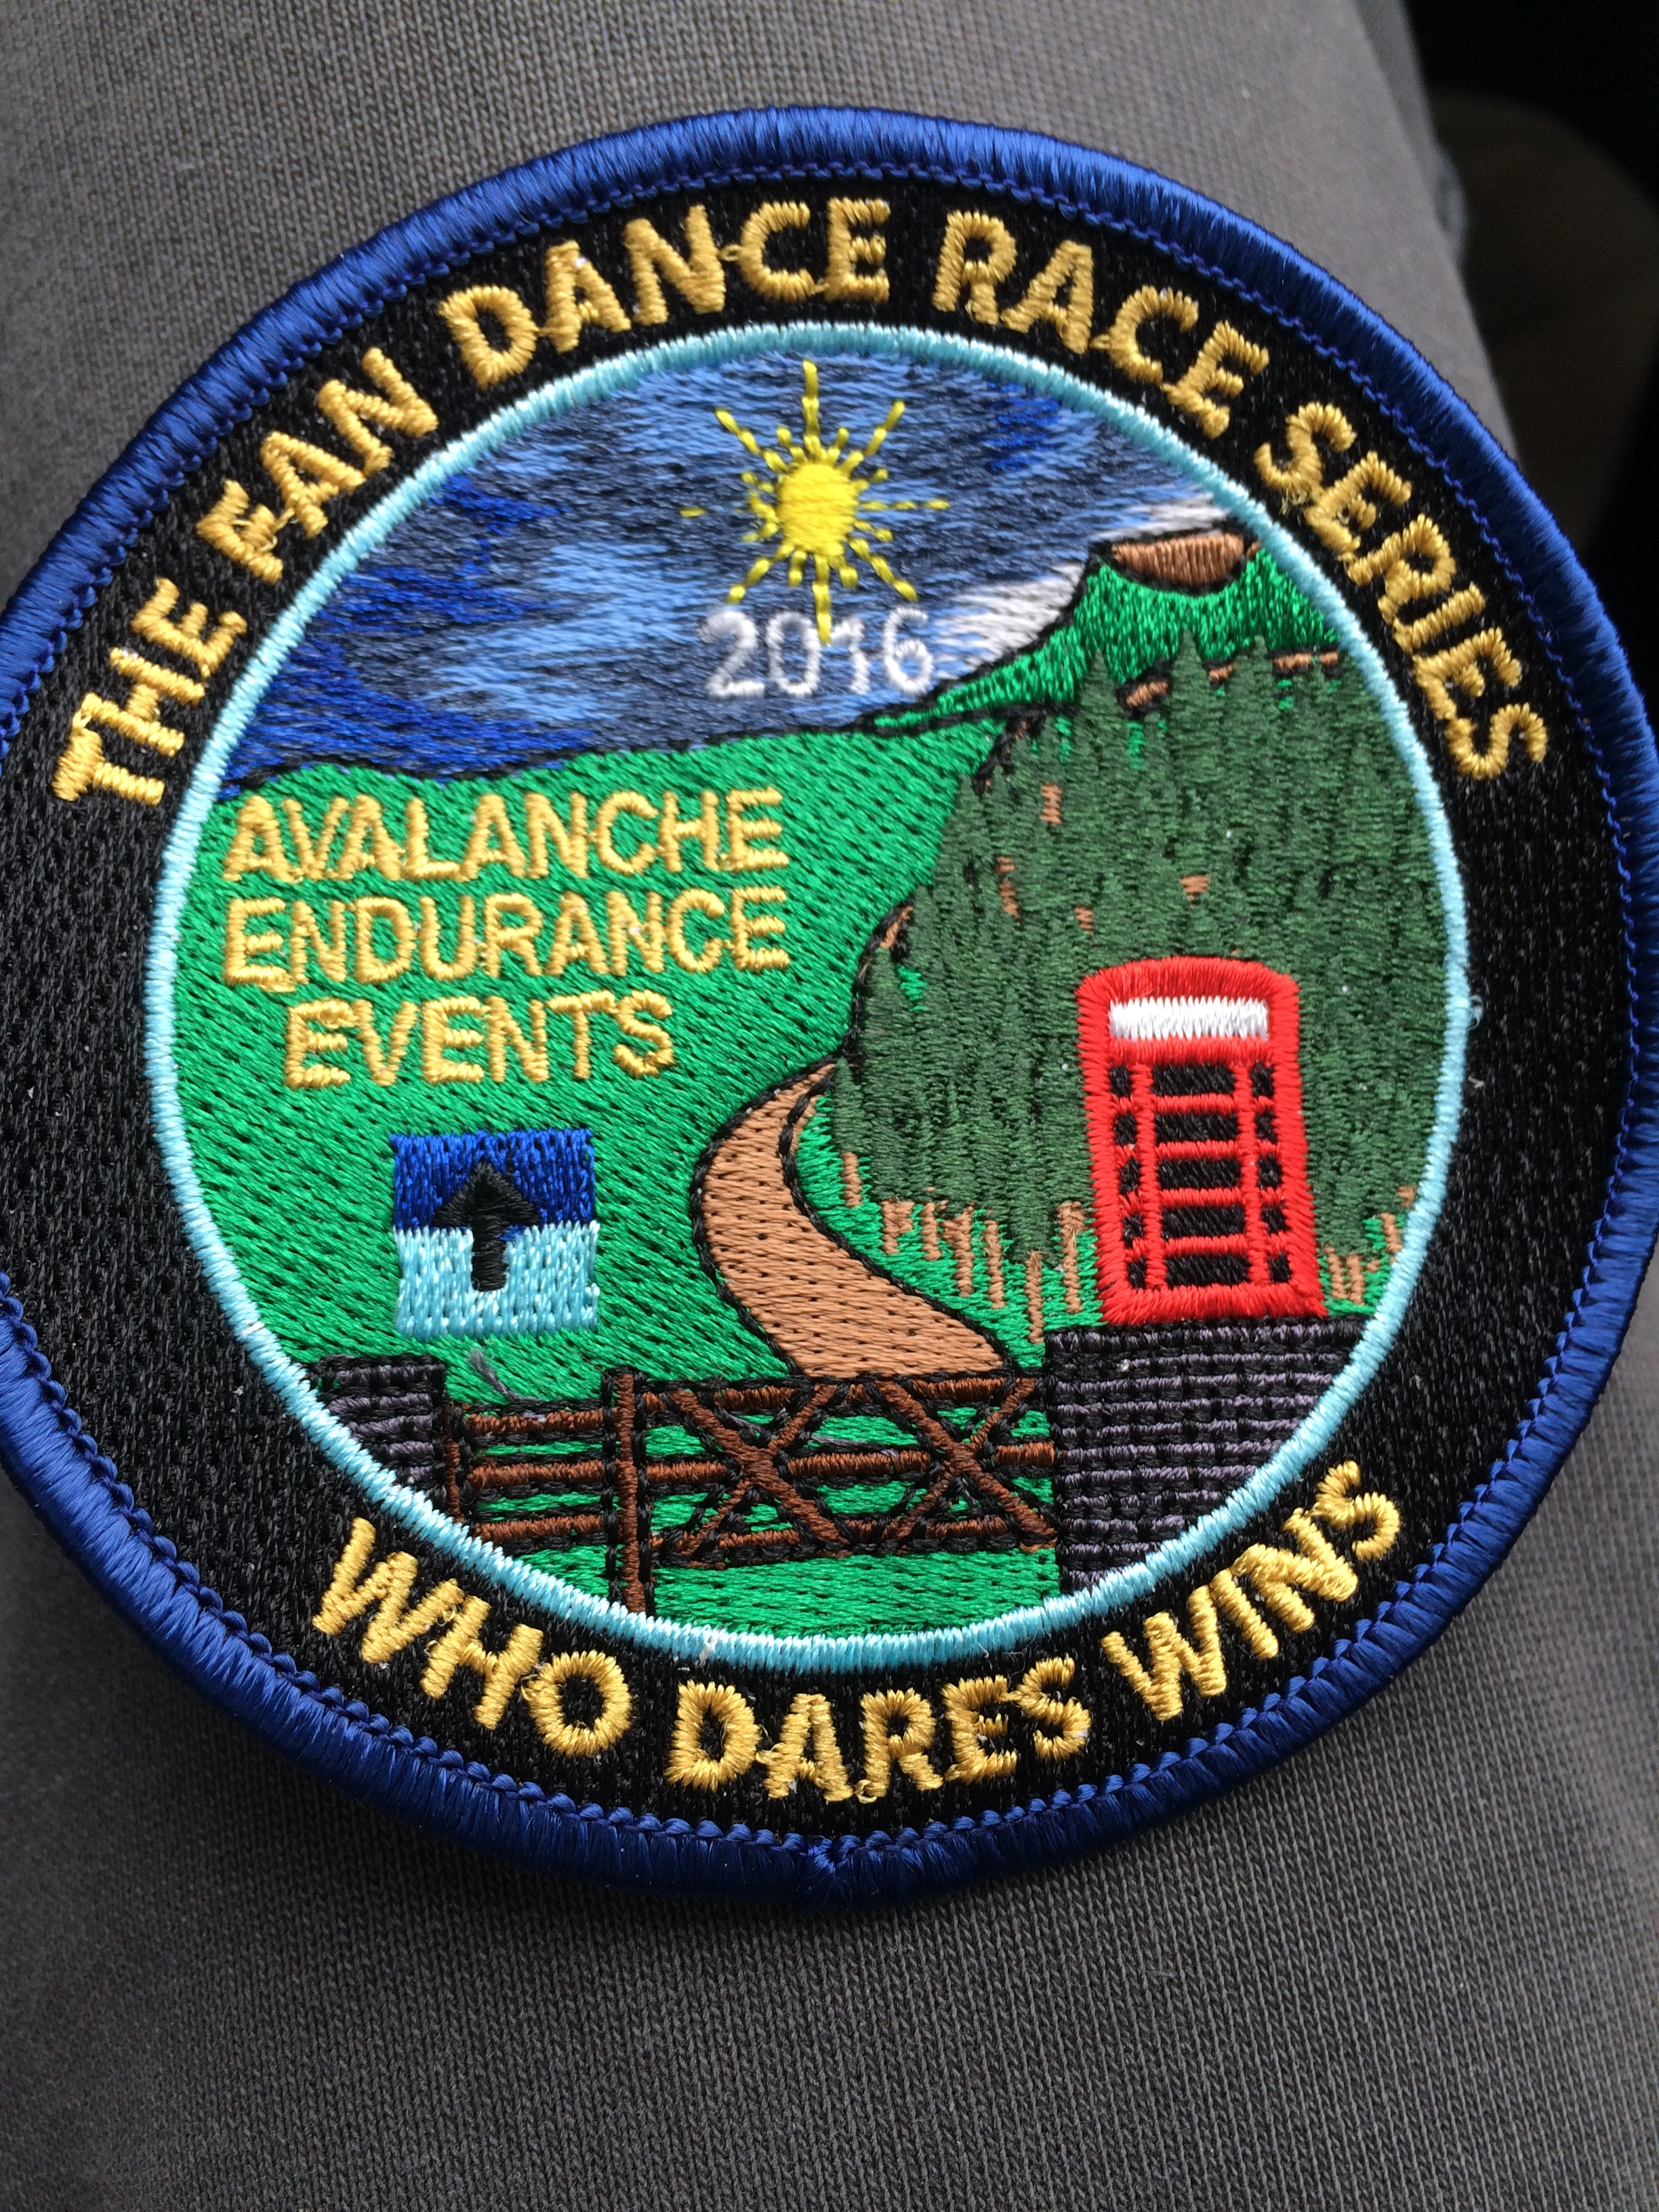 THE FAN DANCE RACE SERIES
2016
AVALANCHE
ENDURANCE
EVENTS
WHO DARES WINS